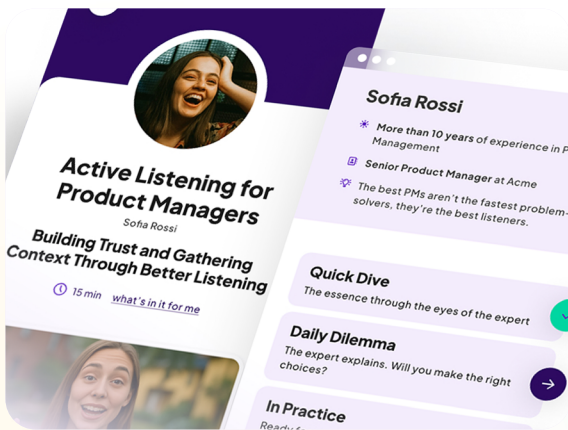 Active Listening for
Product Managers
Sofia Rossi
Building Trust and Gathering
Context Through Better Listening
15 min what's in it for me
Sofia Rossi
More than 10 years of experience in
Management
Senior Product Manager at Acme
The best PMs aren't the fastest problem-
solvers, they're the best listeners.
Quick Dive
The essence through the eyes of the expert
Daily Dilemma
The expert explains. Will you make the right
choices?
In Practice